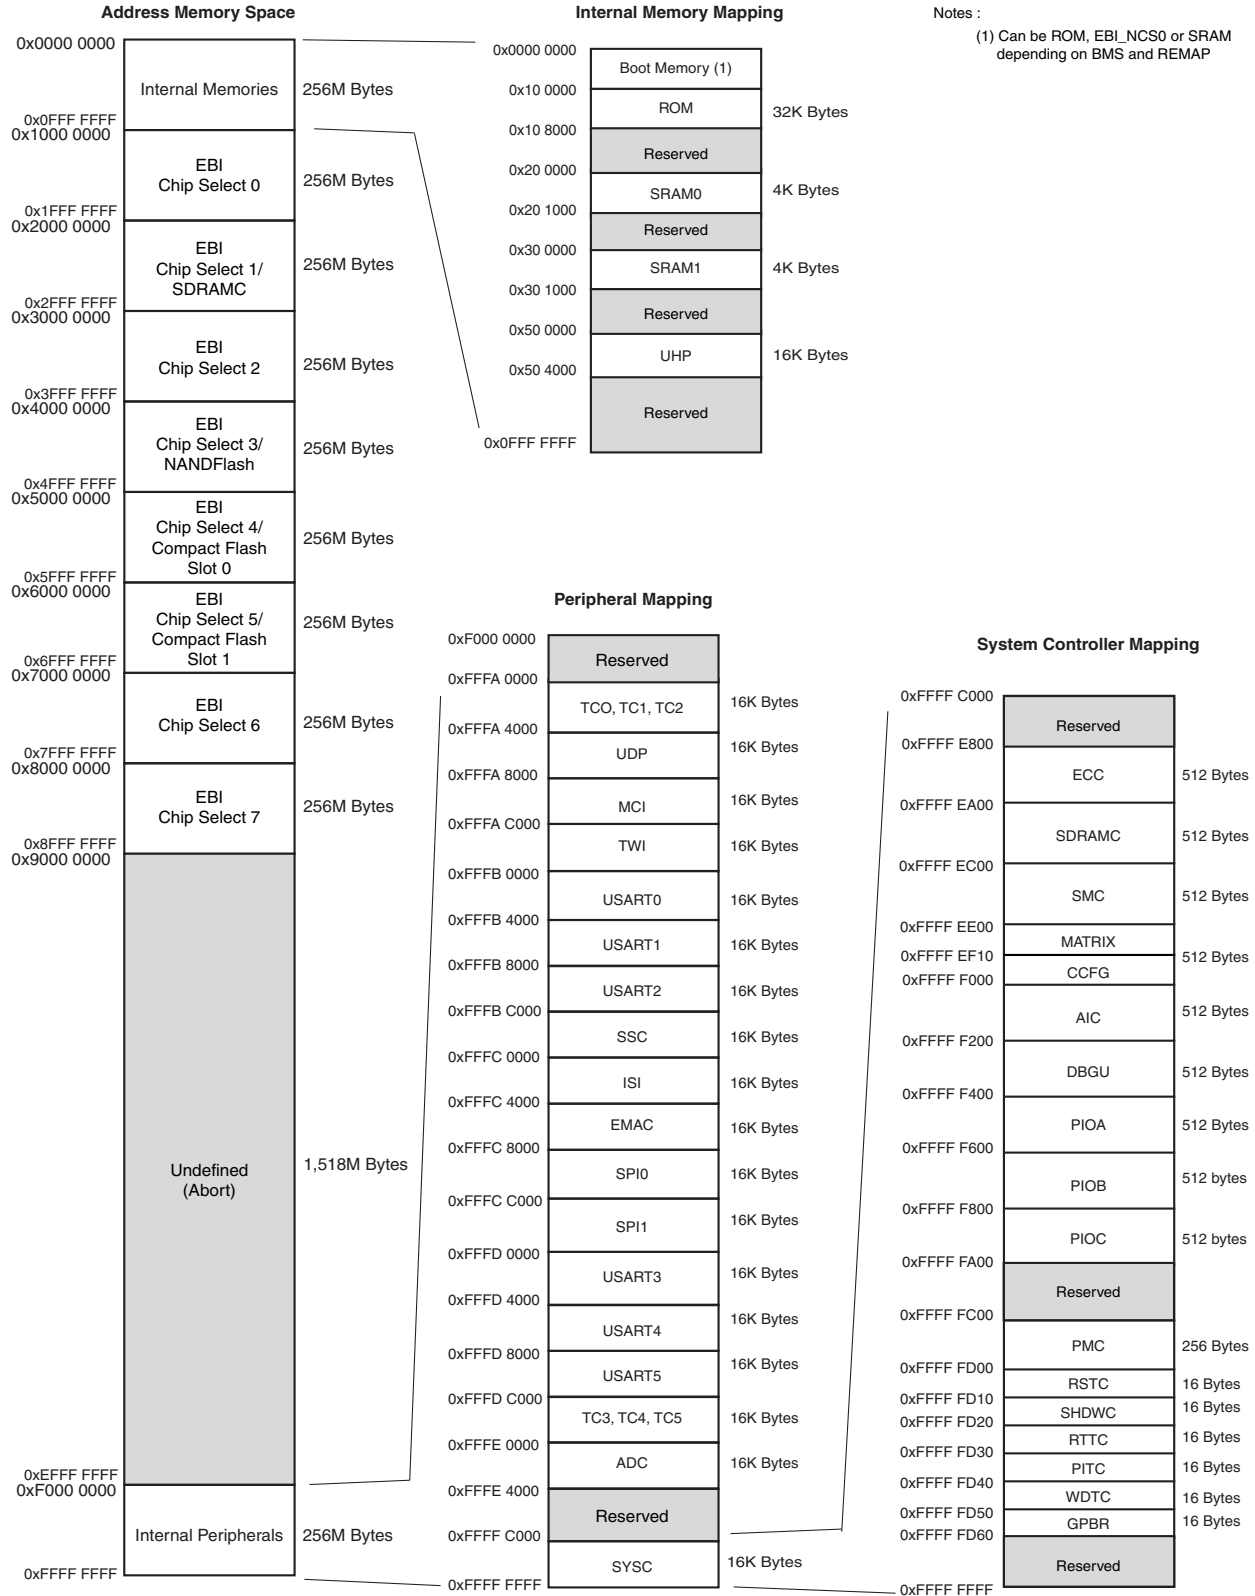 Address Memory Space
0x0000 0000
Internal Memories
256M Bytes
0x0FFF FFFF
0x1000 0000
EBI
Chip Select 0
256M Bytes
0x1FFF FFFF
0x2000 0000
EBI
Chip Select 1/
SDRAMC
256M Bytes
0x2FFF FFFF
0x3000 0000
EBI
Chip Select 2
256M Bytes
0x3FFF FFFF
0x4000 0000
EBI
Chip Select 3/
NANDFlash
256M Bytes
0x4FFF FFFF
0x5000 0000
EBI
Chip Select 4/
Compact Flash
Slot 0
256M Bytes
0x5FFF FFFF
0x6000 0000
EBI
Chip Select 5/
Compact Flash
Slot 1
256M Bytes
0x6FFF FFFF
0x7000 0000
EBI
Chip Select 6
256M Bytes
0x7FFF FFFF
0x8000 0000
EBI
Chip Select 7
256M Bytes
0x8FFF FFFF
0x9000 0000
Undefined
(Abort)
1,518M Bytes
0xEFFF FFFF
0xF000 0000
Internal Peripherals
256M Bytes
0xFFFF FFFF
Internal Memory Mapping
0x0000 0000
Boot Memory (1)
0x10 0000
ROM
32K Bytes
0x10 8000
Reserved
0x20 0000
SRAM0
4K Bytes
0x20 1000
Reserved
0x30 0000
SRAM1
4K Bytes
0x30 1000
Reserved
0x50 0000
UHP
16K Bytes
0x50 4000
Reserved
0x0FFF FFFF
Notes :
(1) Can be ROM, EBI_NCS0 or SRAM
depending on BMS and REMAP
Peripheral Mapping
0xF000 0000
Reserved
0xFFFA 0000
TCO, TC1, TC2
16K Bytes
0xFFFA 4000
UDP
16K Bytes
0xFFFA 8000
MCI
16K Bytes
0xFFFA C000
TWI
16K Bytes
0xFFFB 0000
USART0
16K Bytes
0xFFFB 4000
USART1
16K Bytes
0xFFFB 8000
USART2
16K Bytes
0xFFFB C000
SSC
16K Bytes
0xFFFC 0000
ISI
16K Bytes
0xFFFC 4000
EMAC
16K Bytes
0xFFFC 8000
SPI0
16K Bytes
0xFFFC C000
SPI1
16K Bytes
0xFFFD 0000
USART3
16K Bytes
0xFFFD 4000
USART4
16K Bytes
0xFFFD 8000
USART5
16K Bytes
0xFFFD C000
TC3, TC4, TC5
16K Bytes
0xFFFE 0000
ADC
16K Bytes
0xFFFE 4000
Reserved
0xFFFF C000
SYSC
16K Bytes
0xFFFF FFFF
System Controller Mapping
0xFFFF C000
Reserved
0xFFFF E800
ECC
512 Bytes
0xFFFF EA00
SDRAMC
512 Bytes
0xFFFF EC00
SMC
512 Bytes
0xFFFF EE00
MATRIX
0xFFFF EF10
512 Bytes
CCFG
0xFFFF F000
AIC
512 Bytes
0xFFFF F200
DBGU
512 Bytes
0xFFFF F400
PIOA
512 Bytes
0xFFFF F600
PIOB
512 bytes
0xFFFF F800
PIOC
512 bytes
0xFFFF FA00
Reserved
0xFFFF FC00
PMC
256 Bytes
0xFFFF FD00
RSTC
16 Bytes
0xFFFF FD10
SHDWC
16 Bytes
0xFFFF FD20
RTTC
16 Bytes
0xFFFF FD30
PITC
16 Bytes
0xFFFF FD40
WDTC
16 Bytes
0xFFFF FD50
GPBR
16 Bytes
0xFFFF FD60
Reserved
0xFFFF FFFF